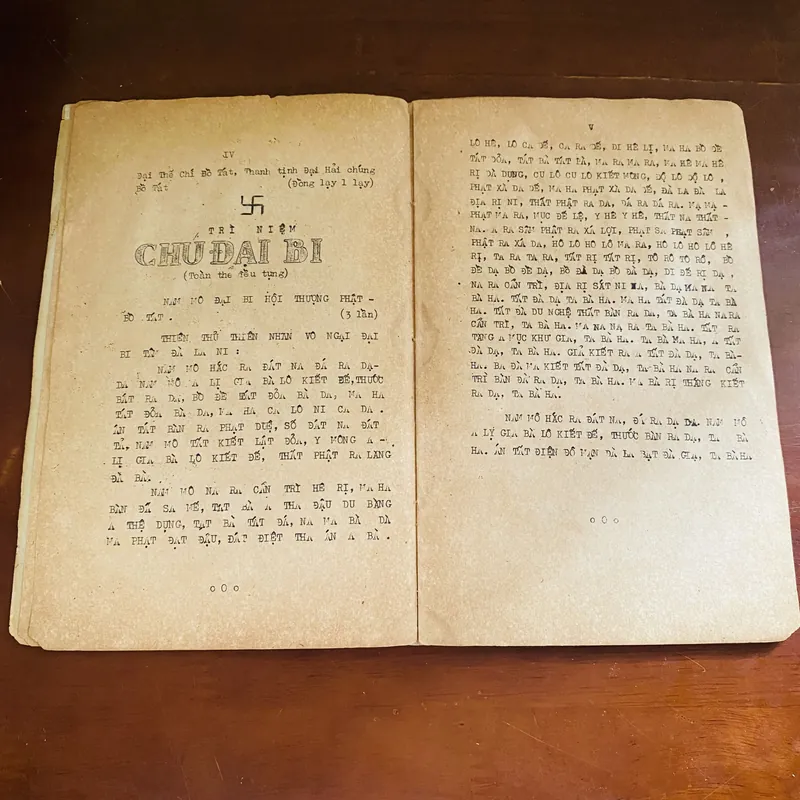 IV
Đại Thế Chí Bồ Tát, Thanh tịnh Đại Hải chúng
Bồ Tát (Đồng lạy 1 lạy)
TRÌ NIỆM
CHÚ ĐẠI BI
(Toàn thể đều tụng)
NAM MÔ ĐẠI BI HỘI THƯỢNG PHẬT -
BỒ TÁT . (3 lần)
THIÊN THỦ THIÊN NHÃN VÔ NGẠI ĐẠI
BI TÂM ĐÀ LA NI :
NAM MÔ HẮC RA ĐÁT NA ĐÁ RA DẠ-
DA NAM MÔ A LỊ GIA BÀ LÔ KIẾT ĐẾ,THƯỚC
BÁT RA DA, BỒ ĐỀ TÁT ĐỎA BÀ DA, MA HA
TÁT ĐỎA BÀ DA, MA HA CA LÔ NI CA DA .
ÁN TÁT BÀN RA PHẠT DUỆ, SỐ ĐÁT NA ĐÁT
TẢ, NAM MÔ TÁT KIẾT LẬT ĐỎA, Y MÔNG A -
LỊ GIA BÀ LÔ KIẾT ĐẾ, THẤT PHẬT RA LĂNG
ĐÀ BÀ.
NAM MÔ NA RA CẨN TRÌ HÊ RỊ, MA HA
BÀN ĐÁ SA MẾ, TÁT BÀ A THA ĐẬU DU BẰNG
A THỆ DỰNG, TẠT BÀ TÁT ĐÁ, NA MA BÀ DÀ
MA PHẠT ĐẠT ĐẬU, ĐÁT ĐIỆT THA ÁN A BÀ .
o O o
V
LÔ HÊ, LÔ CA ĐẾ, CA RA ĐẾ, DI HÊ LỊ, MA HA BỒ ĐỀ
TÁT ĐỎA, TÁT BÀ TÁT BÀ, MA RA MA RA, MA HÊ MA HÊ
RỊ ĐÀ DỰNG, CU LÔ CU LÔ KIẾT MÔNG, ĐỘ LÔ ĐỘ LÔ ,
PHẠT XÀ DA ĐẾ, MA HA PHẠT XÀ DA ĐẾ, ĐÀ LA ĐÀ LA
ĐỊA RỊ NI, THẤT PHẬT RA DA, DÁ RA DÁ RA. MẠ MẠ-
PHẠT MA RA, MỤC ĐẾ LỆ, Y HÊ Y HÊ, THẤT NA THẤT -
NA. A RA SÂM PHẬT RA XÁ LỢI, PHẠT SA PHẠT SÂM ,
PHẬT RA XÁ DA, HÔ LÔ HÔ LÔ MA RA, HÔ LÔ HÔ LÔ HÊ
RỊ, TA RA TA RA, TẤT RỊ TẤT RỊ, TÔ RÔ TÔ RÔ, BỒ
ĐỀ DẠ BỒ ĐỀ DẠ, BỒ ĐÀ DẠ BỒ ĐÀ DẠ, DI ĐẾ RỊ DẠ ,
NA RA CẨN TRÌ, ĐỊA RỊ SẮT NI NA, BÀ DẠ MA NA TA
BÀ HA. TẤT ĐÀ DẠ TA BÀ HA. MA HA TẤT ĐÀ DẠ TA BÀ
HA. TẤT ĐÀ DU NGHỆ THẤT BÀN RA DẠ, TA BÀ HA NA RA
CẨN TRÌ, TA BÀ HA. MA NA NẠ RA TA BÀ HA. TẤT RA
TĂNG A MỤC KHƯ GIA, TA BÀ HA. TA BÀ MA HA, A TẤT
ĐÀ DẠ, TA BÀ HA. GIẢ KIẾT RA A TẤT ĐÀ DẠ, TA BÀ-
HA. BA ĐÀ MA KIẾT TẤT ĐÀ DẠ, TA BÀ HA NA RA CẨN
TRÌ BÀN ĐÀ RA DẠ, TA BÀ HA. MA BÀ RỊ THẮNG KIẾT
RA DẠ, TA BÀ HA.
NAM MÔ HẮC RA ĐÁT NA, ĐÁ RA DẠ DA. NAM MÔ
A LỴ GIA BÀ LÔ KIẾT ĐẾ, THƯỚC BÀN RA DẠ, TA BÀ
HA. ÁN TẤT ĐIỆN ĐÔ MẠN ĐÀ LA BẠT ĐÀ GIẠ, TA BÀ HA
o O o